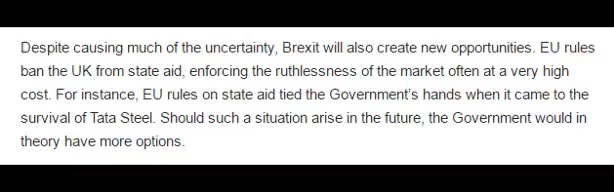 Despite causing much of the uncertainty, Brexit will also create new opportunities. EU rules
ban the UK from state aid, enforcing the ruthlessness of the market often at a very high
cost. For instance, EU rules on state aid tied the Government's hands when it came to the
survival of Tata Steel. Should such a situation arise in the future, the Government would in
theory have more options.